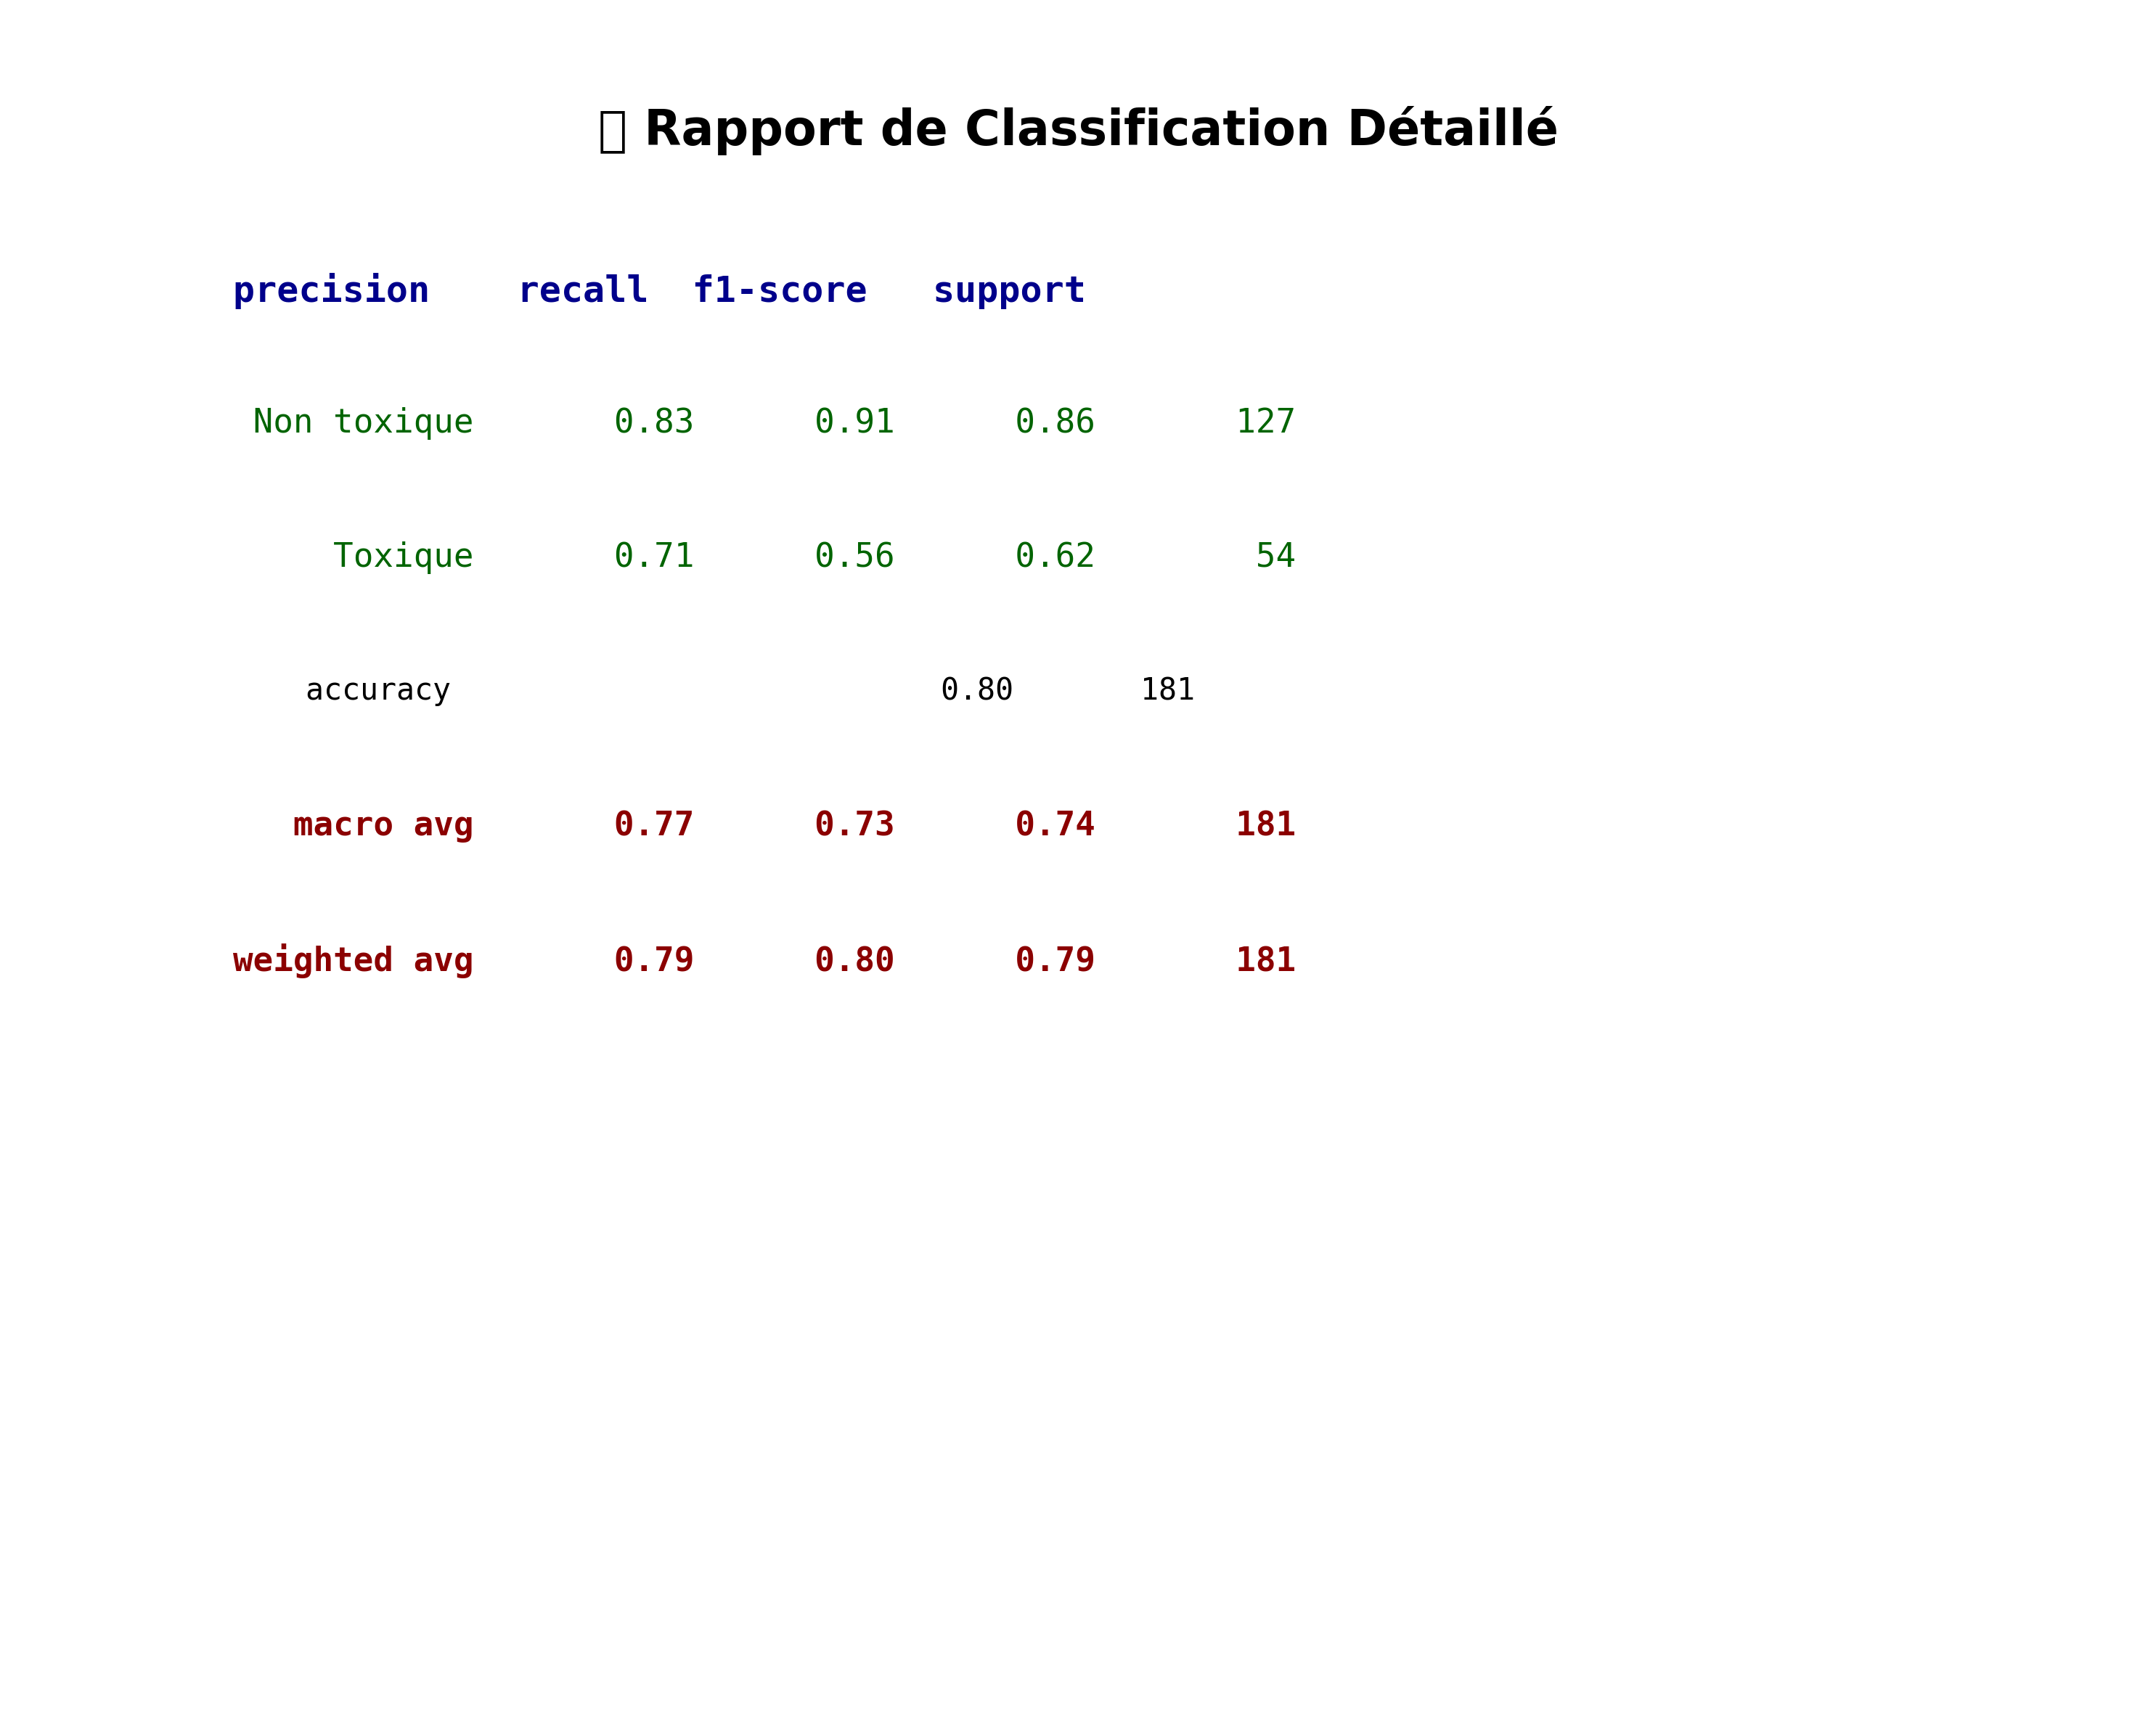 Rapport de Classification Détaillé
precision recall f1-score support
Non toxique 0.83 0.91 0.86 127
Toxique 0.71 0.56 0.62 54
accuracy 0.80 181
macro avg 0.77 0.73 0.74 181
weighted avg 0.79 0.80 0.79 181